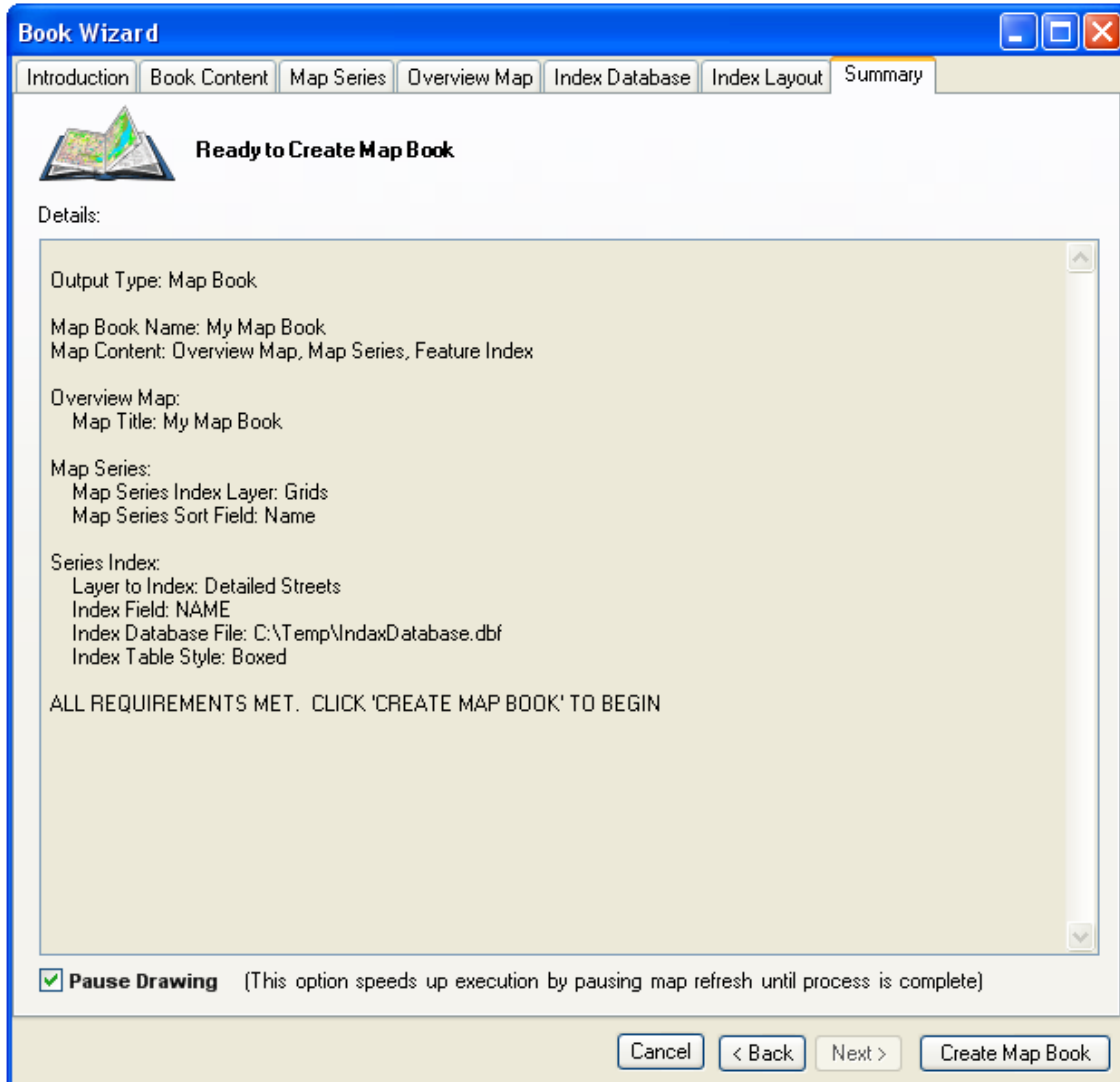 Book Wizard
Introduction Book Content Map Series Overview Map Index Database Index Layout Summary
Ready to Create Map Book
Details:
Output Type: Map Book
Map Book Name: My Map Book
Map Content: Overview Map, Map Series, Feature Index
Overview Map:
Map Title: My Map Book
Map Series:
Map Series Index Layer: Grids
Map Series Sort Field: Name
Series Index:
Layer to Index: Detailed Streets
Index Field: NAME
Index Database File: C:\Temp\IndaxDatabase.dbf
Index Table Style: Boxed
ALL REQUIREMENTS MET.  CLICK 'CREATE MAP BOOK' TO BEGIN
Pause Drawing (This option speeds up execution by pausing map refresh until process is complete)
Cancel < Back Next > Create Map Book